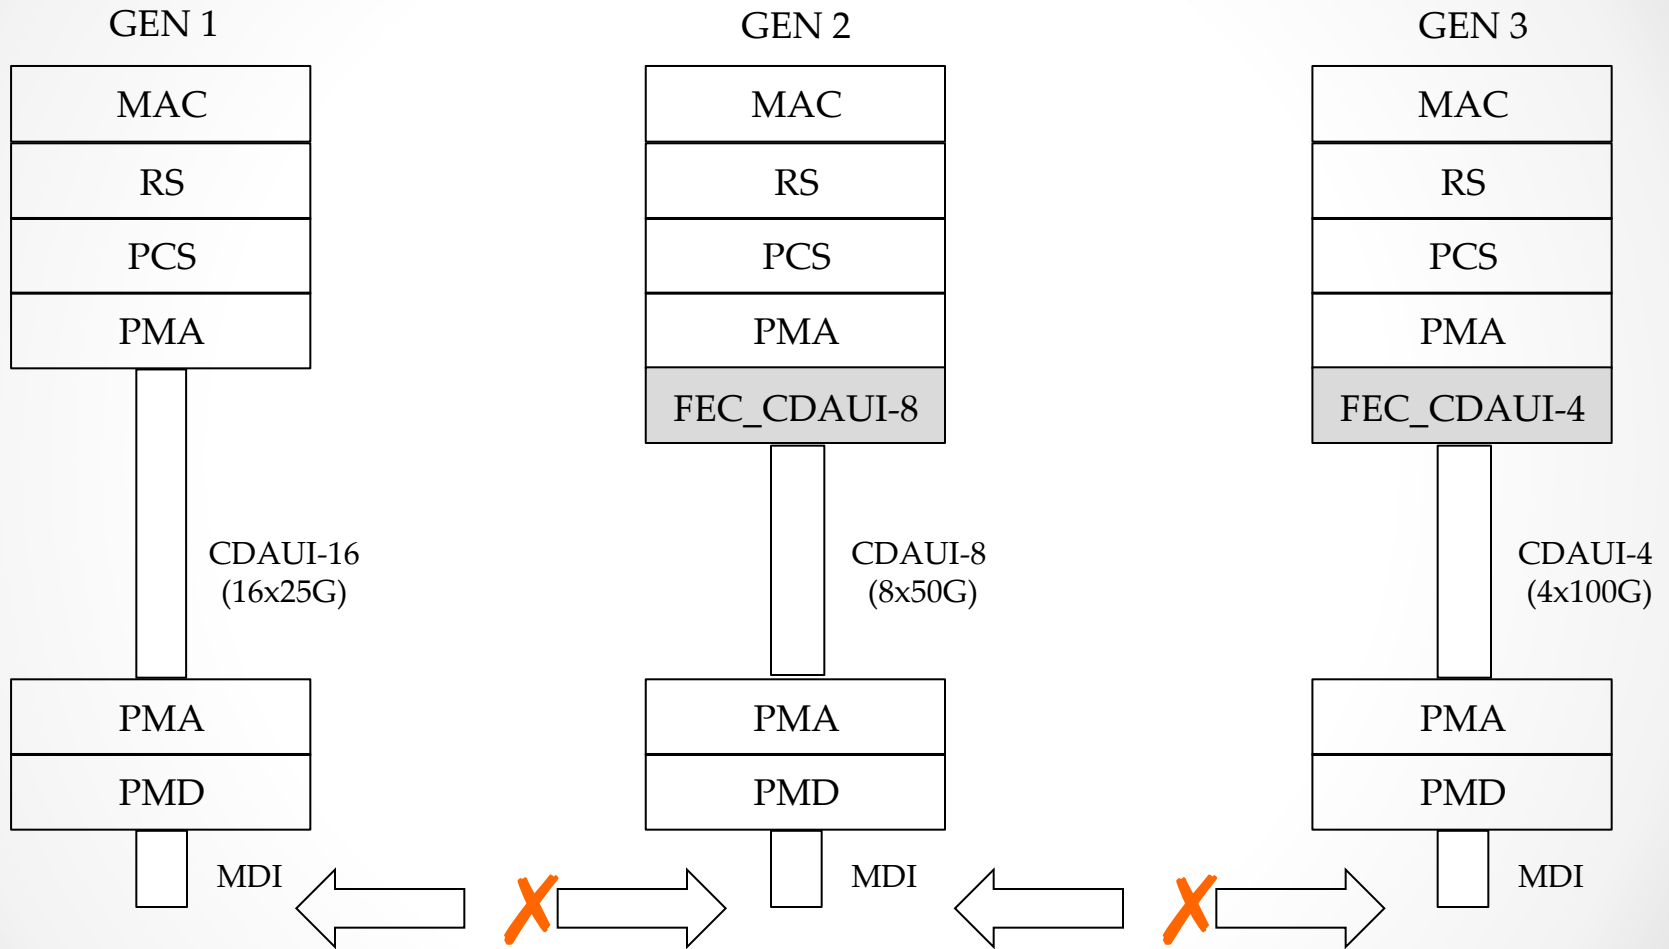 GEN 1
MAC
RS
PCS
PMA
CDAUI-16
(16x25G)
PMA
PMD
MDI
GEN 2
MAC
RS
PCS
PMA
FEC_CDAUI-8
CDAUI-8
(8x50G)
PMA
PMD
MDI
GEN 3
MAC
RS
PCS
PMA
FEC_CDAUI-4
CDAUI-4
(4x100G)
PMA
PMD
MDI